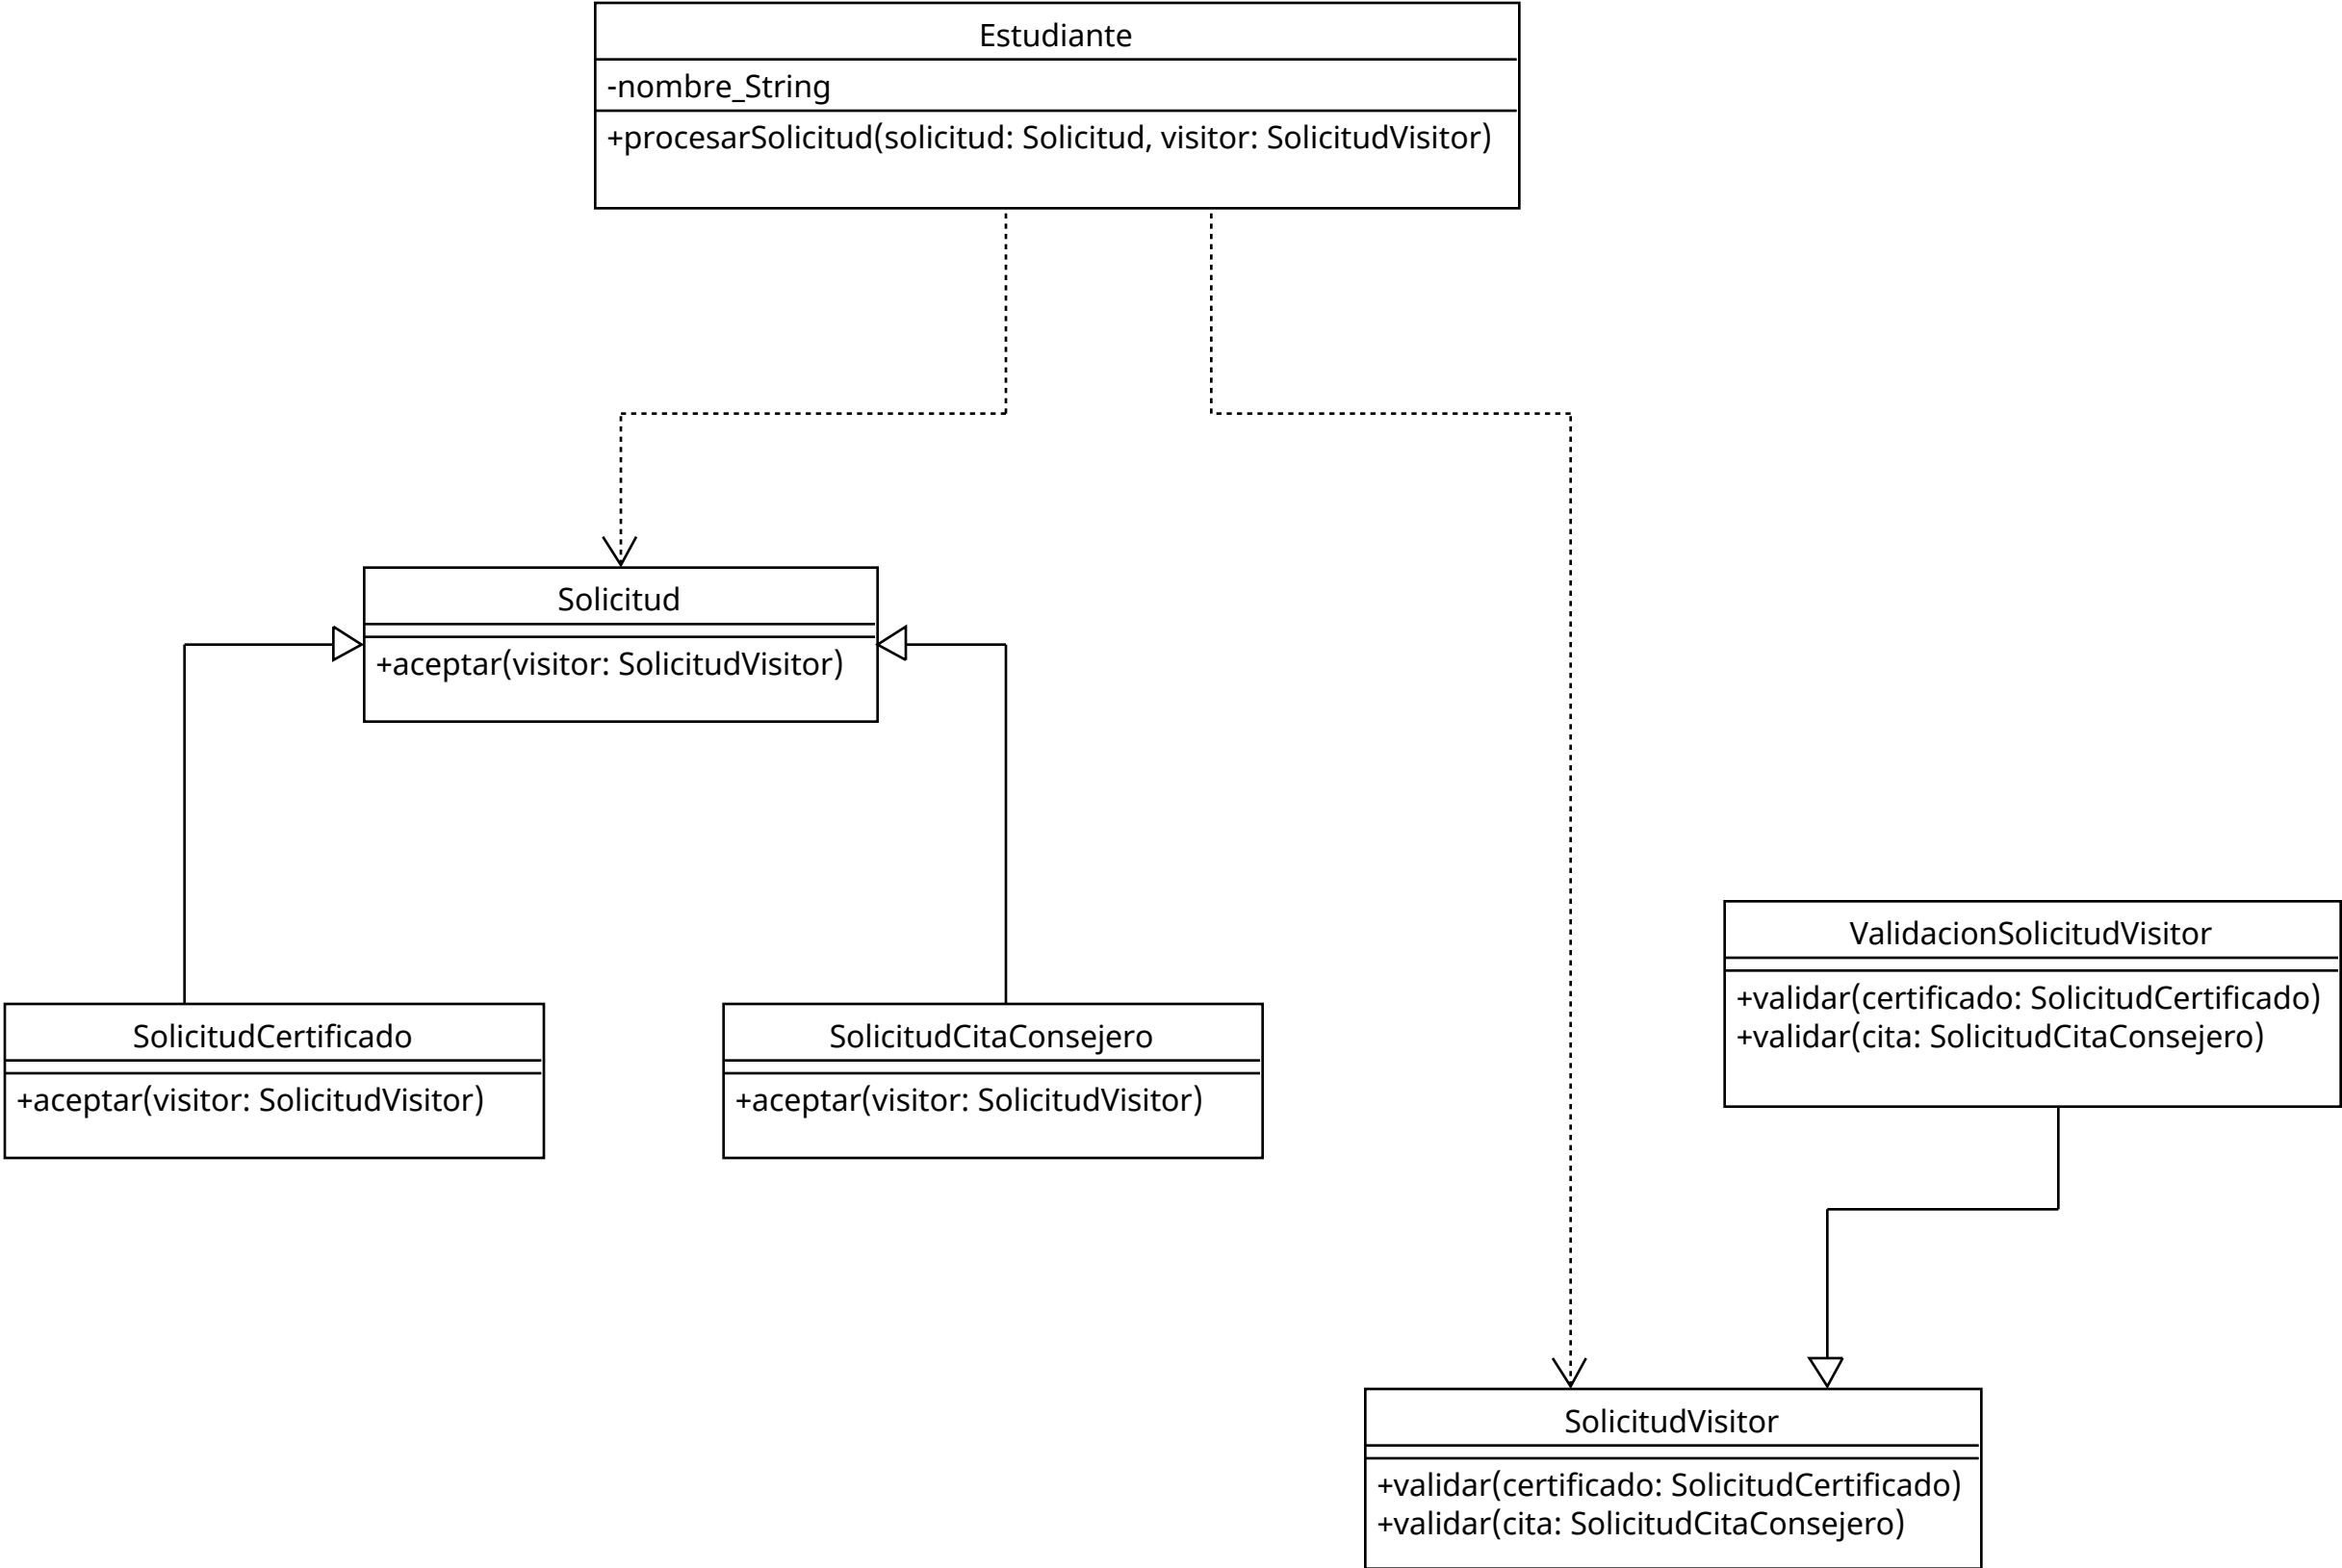 Estudiante
-nombre_String
+procesarSolicitud(solicitud: Solicitud, visitor: SolicitudVisitor)
Solicitud
+aceptar(visitor: SolicitudVisitor)
SolicitudCertificado
+aceptar(visitor: SolicitudVisitor)
SolicitudCitaConsejero
+aceptar(visitor: SolicitudVisitor)
ValidacionSolicitudVisitor
+validar(certificado: SolicitudCertificado)
+validar(cita: SolicitudCitaConsejero)
SolicitudVisitor
+validar(certificado: SolicitudCertificado)
+validar(cita: SolicitudCitaConsejero)